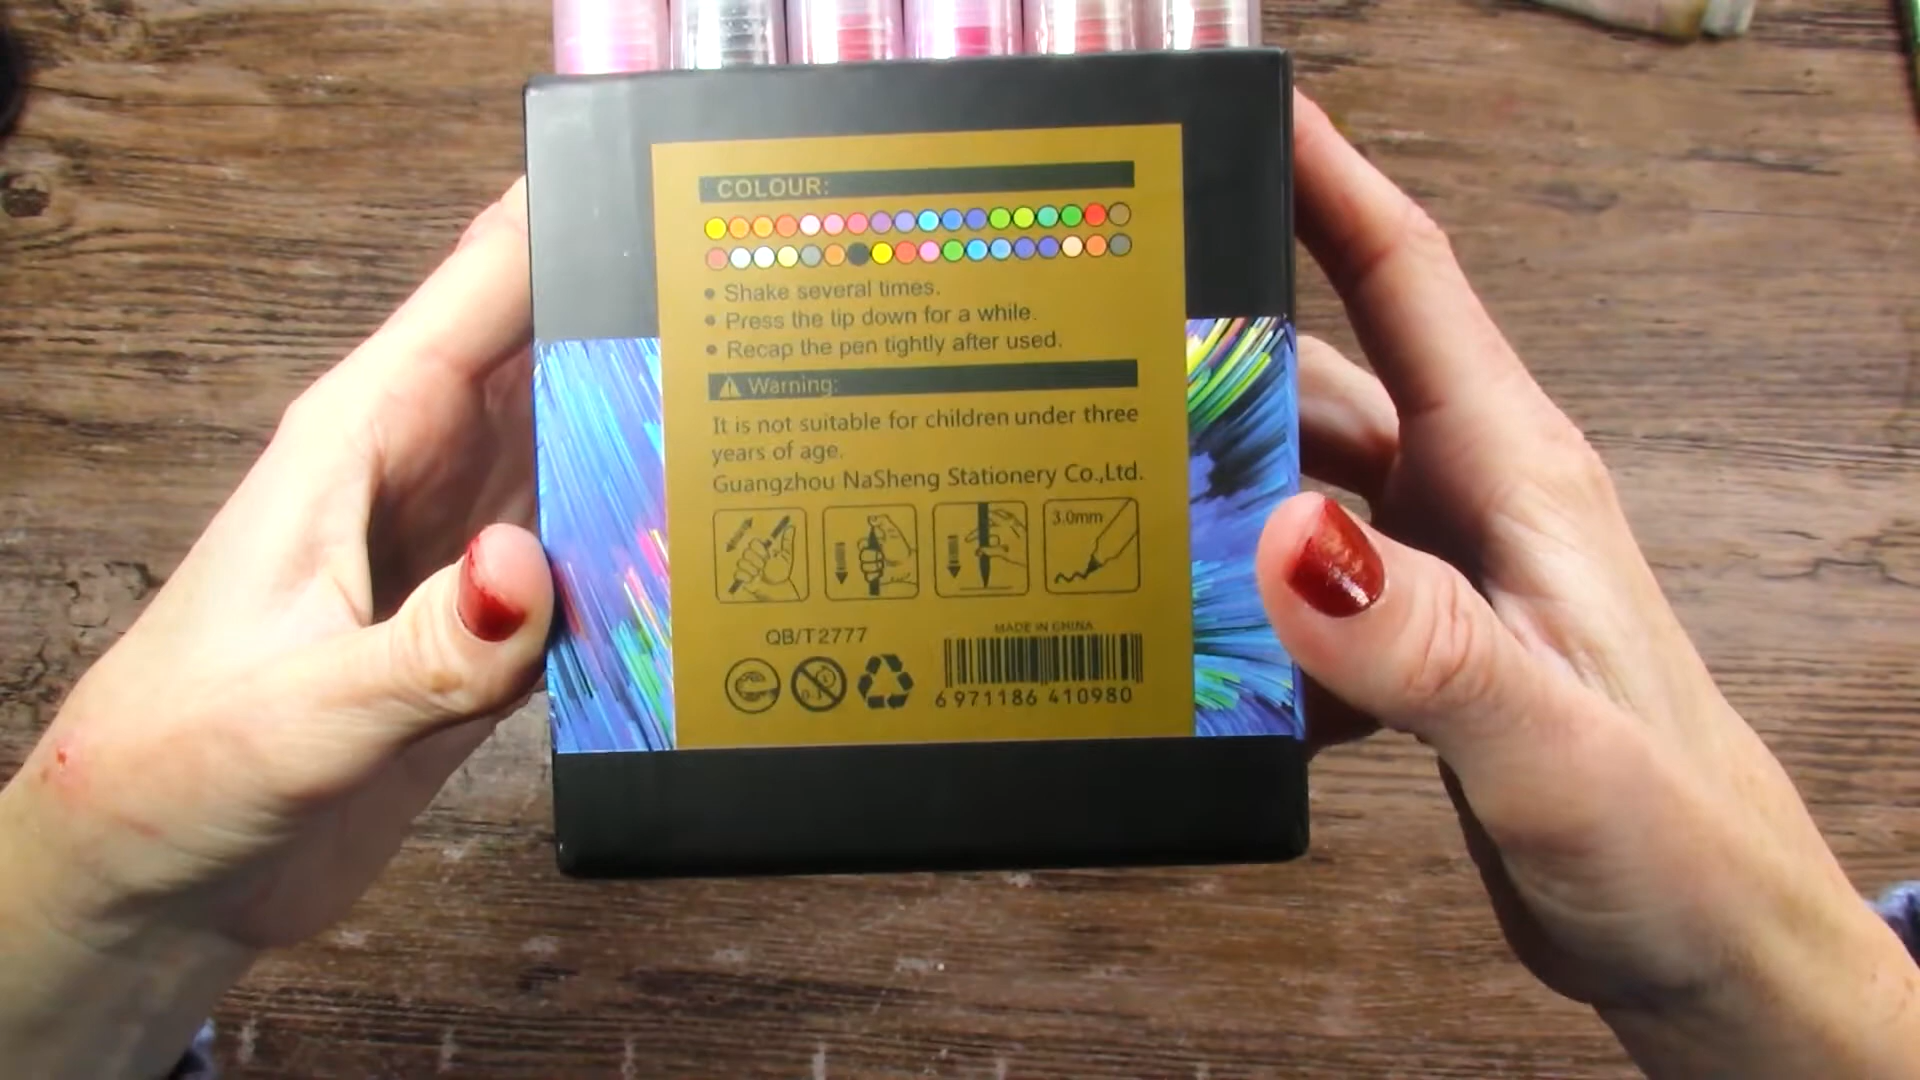 COLOUR:
• Shake several times.
• Press the tip down for a while.
• Recap the pen tightly after used.
Warning:
It is not suitable for children under three
years of age.
Guangzhou NaSheng Stationery Co.,Ltd.
3.0mm
QB/T2777
MADE IN CHINA
6 971186 410980